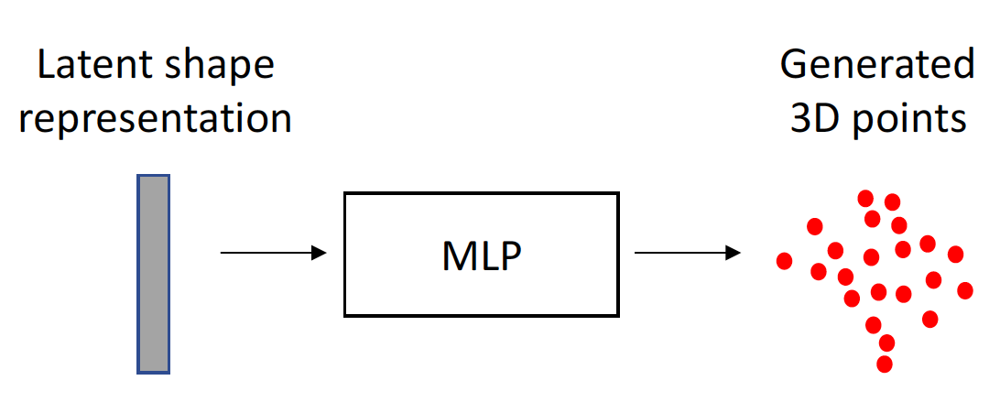 Latent shape
representation
MLP
Generated
3D points